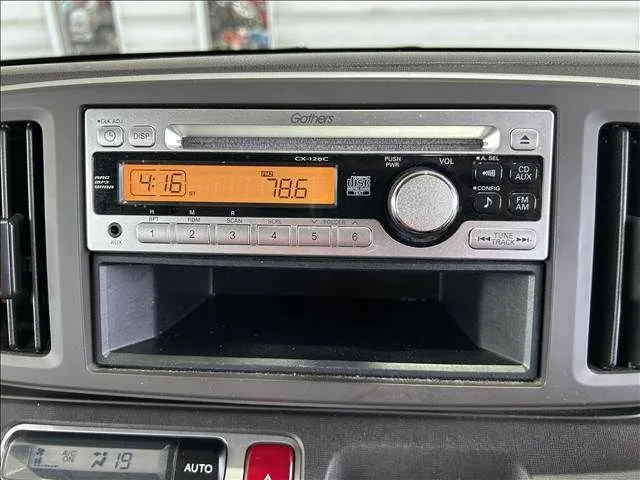 Gathers
CLK ADJ
DISP
CX-128C
PUSH PWR
VOL
A. SEL
CD AUX
AAC
MP3
WMA
4:16
ST
FM2
78.6
disc
TEXT
CONFIG
FM AM
H M R
AUX
RPT RDM SCAN SCRL FOLDER
1 2 3 4 5 6
TUNE TRACK
A/C ON
19
AUTO